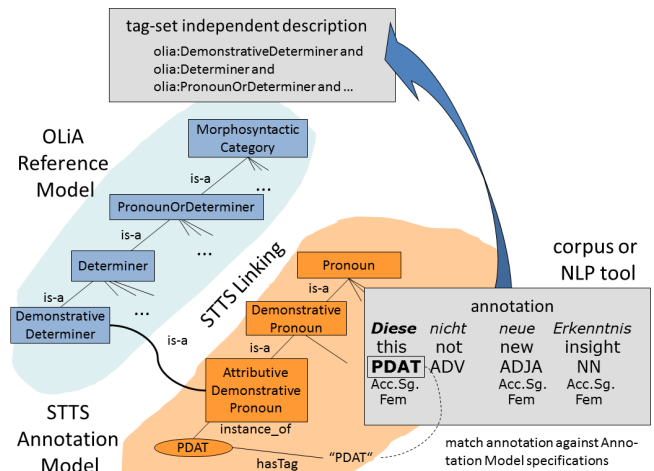 tag-set independent description
olia:DemonstrativeDeterminer and
olia:Determiner and
olia:PronounOrDeterminer and ...
OLiA
Reference
Model
Morphosyntactic
Category
is-a
...
PronounOrDeterminer
is-a
...
Determiner
is-a
Demonstrative
Determiner
is-a
STTS Linking
Pronoun
is-a
Demonstrative
Pronoun
is-a
Attributive
Demonstrative
Pronoun
instance_of
PDAT
hasTag
"PDAT"
STTS
Annotation
Model
corpus or
NLP tool
annotation
Diese nicht neue Erkenntnis
this not new insight
PDAT ADV ADJA NN
Acc.Sg. Acc.Sg. Acc.Sg.
Fem Fem Fem
match annotation against Anno-
tation Model specifications